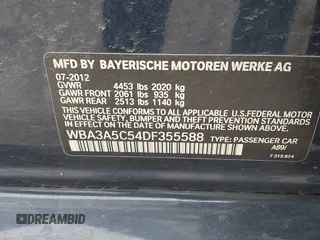 MFD BY BAYERISCHE MOTOREN WERKE AG
07-2012
GVWR 4453 lbs 2020 kg
GAWR FRONT 2061 lbs 935 kg
GAWR REAR 2513 lbs 1140 kg
THIS VEHICLE CONFORMS TO ALL APPLICABLE FEDERAL MOTOR
VEHICLE SAFETY, BUMPER, AND THEFT PREVENTION STANDARDS IN
EFFECT ON THE DATE OF MANUFACTURE SHOWN ABOVE.
WBA3A5C54DF355588 TYPE: PASSENGER CAR
A89/
7 315 814
DREAMBID